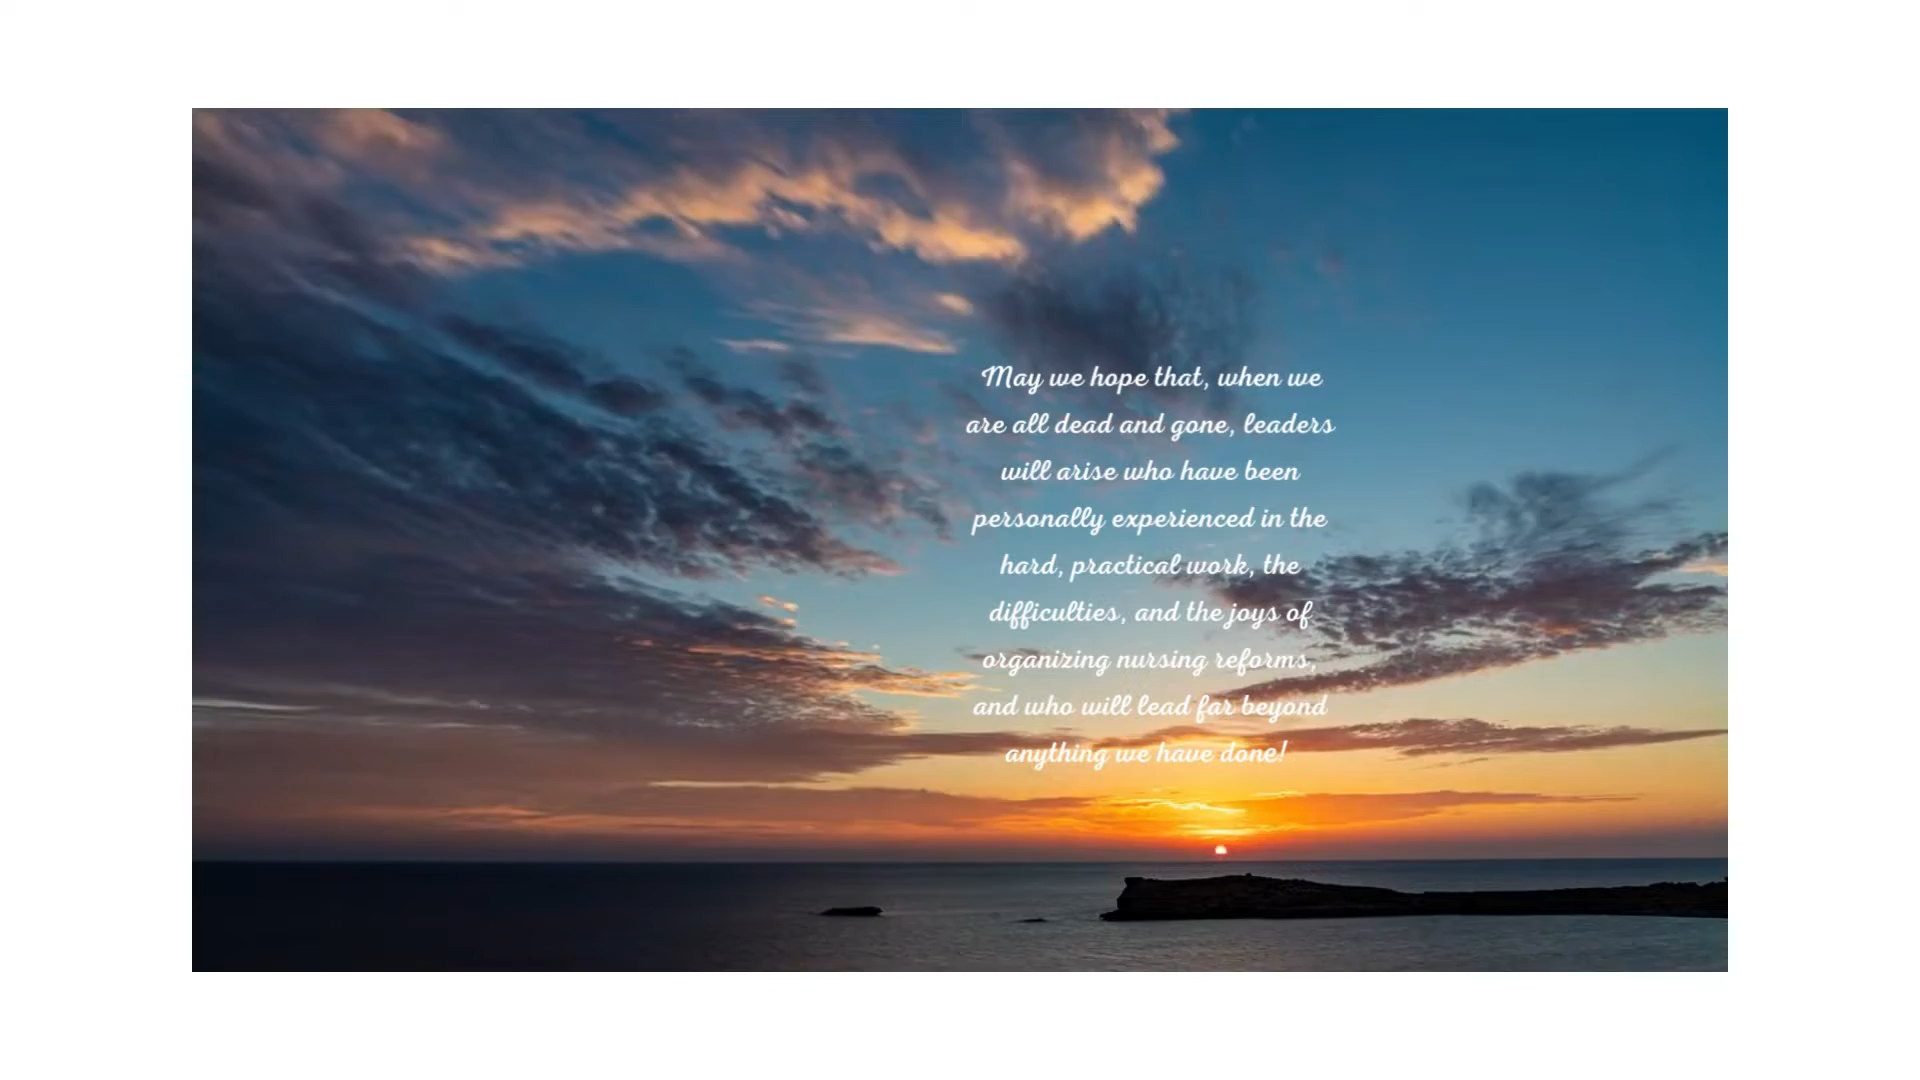 May we hope that, when we
are all dead and gone, leaders
will arise who have been
personally experienced in the
hard, practical work, the
difficulties, and the joys of
organizing nursing reforms,
and who will lead far beyond
anything we have done!